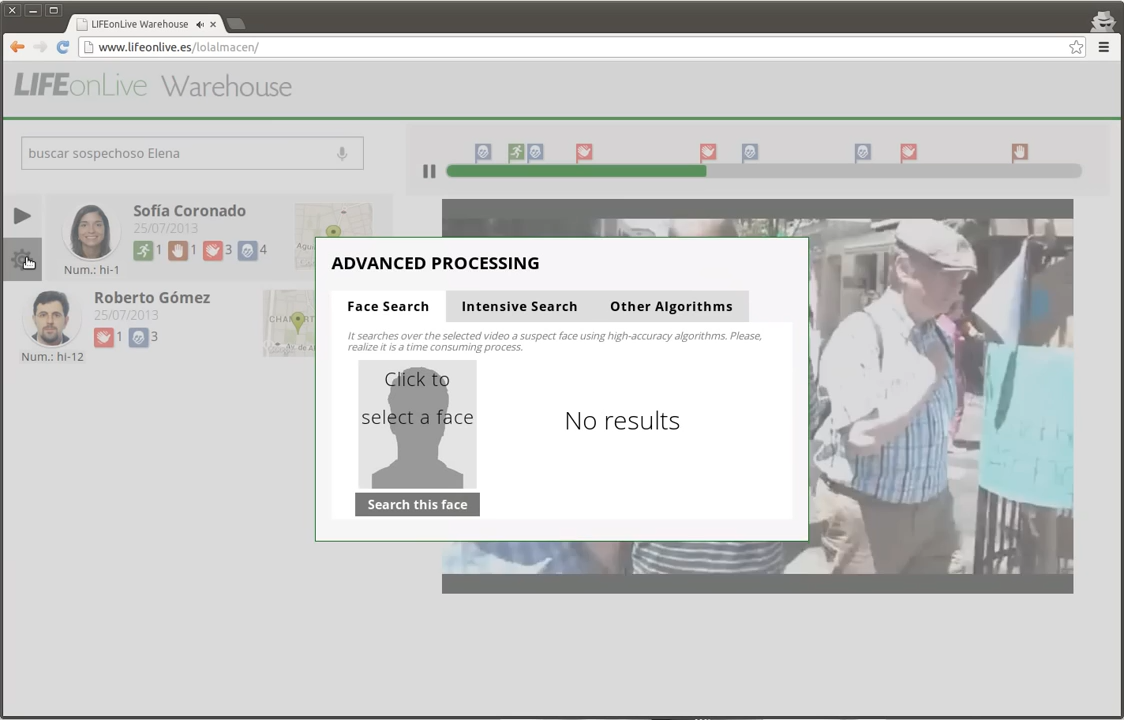 LIFEonLive Warehouse
www.lifeonlive.es/lolalmacen/
LIFEonLive Warehouse
buscar sospechoso Elena
Sofía Coronado
25/07/2013
1 1 3 4
Num.: hi-1
Roberto Gómez
25/07/2013
1 3
Num.: hi-12
ADVANCED PROCESSING
Face Search Intensive Search Other Algorithms
It searches over the selected video a suspect face using high-accuracy algorithms. Please,
realize it is a time consuming process.
Click to
select a face
No results
Search this face